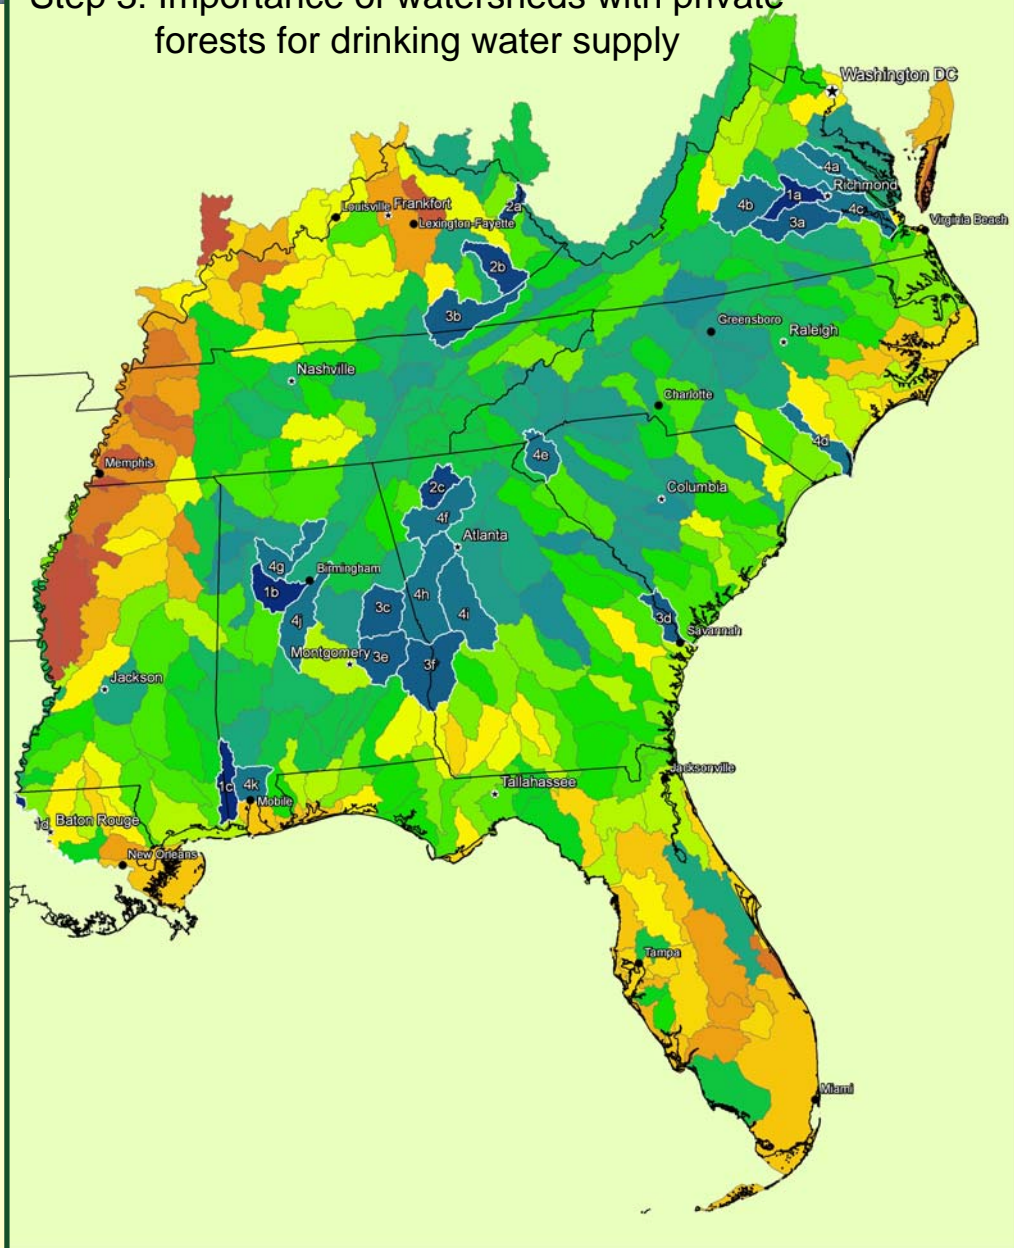 Step 3: Importance of watersheds with private
forests for drinking water supply
Washington DC
4a
1a
Richmond
4b
4c
3a
Virginia Beach
Louisville
Frankfort
Lexington-Fayette
2a
2b
3b
Greensboro
Raleigh
Nashville
Charlotte
4d
Memphis
4e
2c
Columbia
4f
Atlanta
4g
Birmingham
1b
4h
3c
4i
4j
3d
Savannah
Montgomery
3e
3f
Jackson
Jacksonville
Tallahassee
1c
4k
Mobile
1d
Baton Rouge
New Orleans
Tampa
Miami